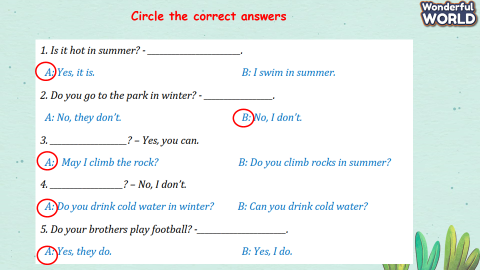 Circle the correct answers
Wonderful
WORLD
1. Is it hot in summer? - ____________________.
A: Yes, it is. B: I swim in summer.
2. Do you go to the park in winter? - _______________.
A: No, they don't. B: No, I don't.
3. ________________? – Yes, you can.
A: May I climb the rock? B: Do you climb rocks in summer?
4. _______________? – No, I don't.
A: Do you drink cold water in winter? B: Can you drink cold water?
5. Do your brothers play football? -___________________.
A: Yes, they do. B: Yes, I do.